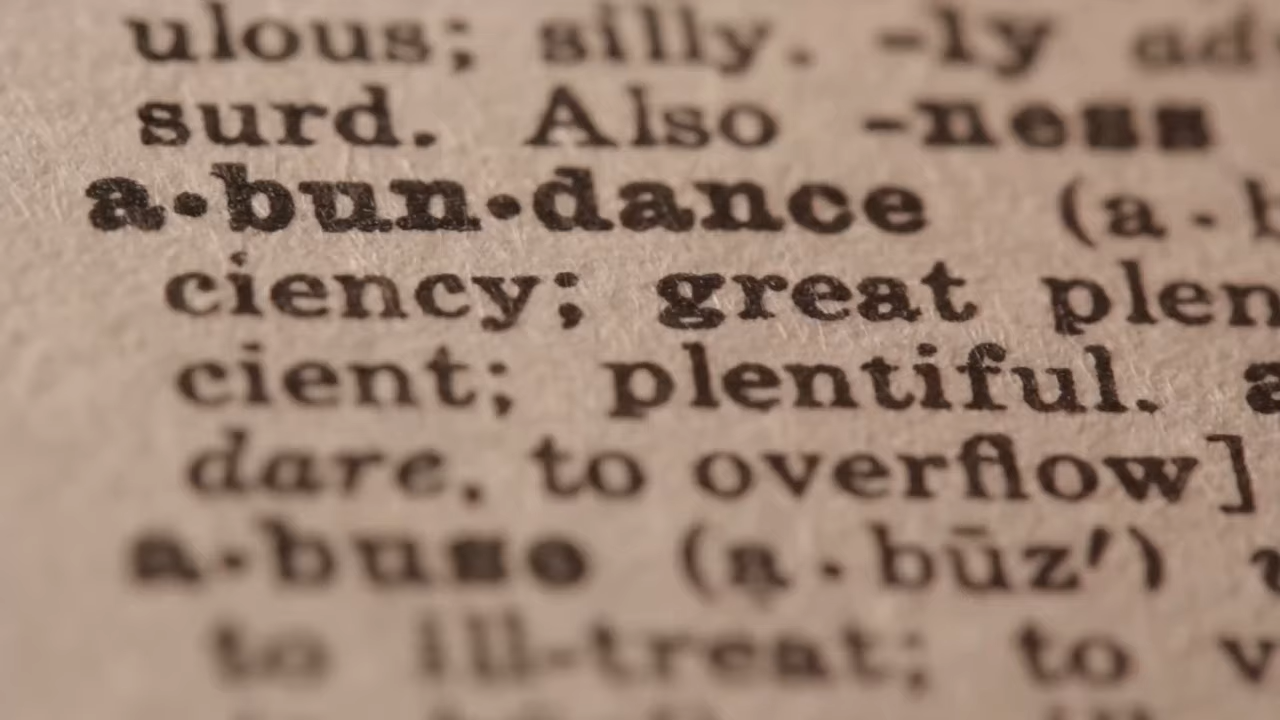 ulous; silly. -ly ad
surd. Also -ness
a·bun·dance (a·b
ciency; great plen
cient; plentiful. a
dare, to overflow]
a·buse (a·būz′) v
to ill-treat; to v